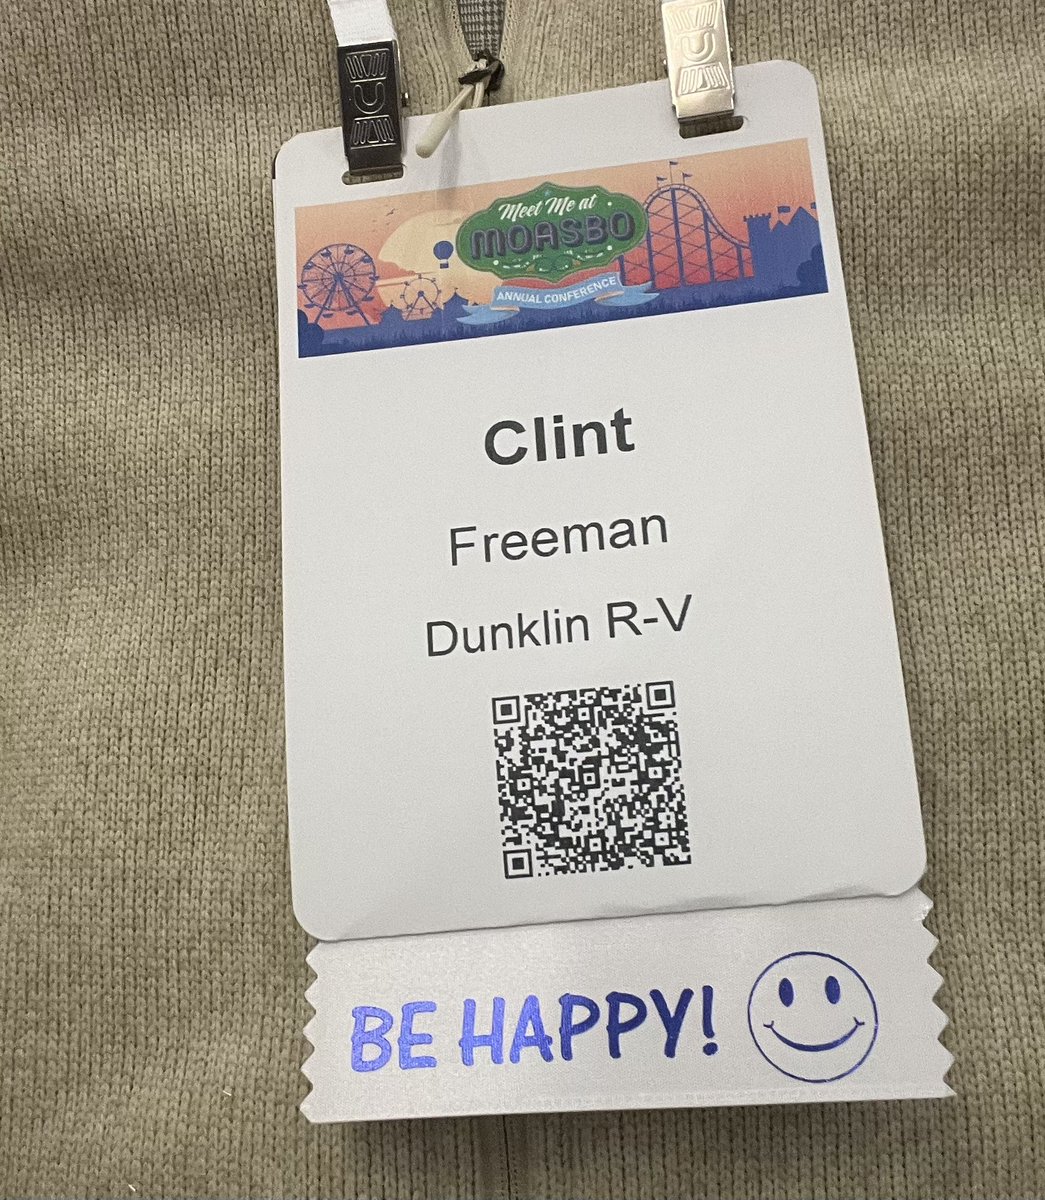 Meet Me at
MOASBO
ANNUAL CONFERENCE
Clint
Freeman
Dunklin R-V
BE HAPPY!